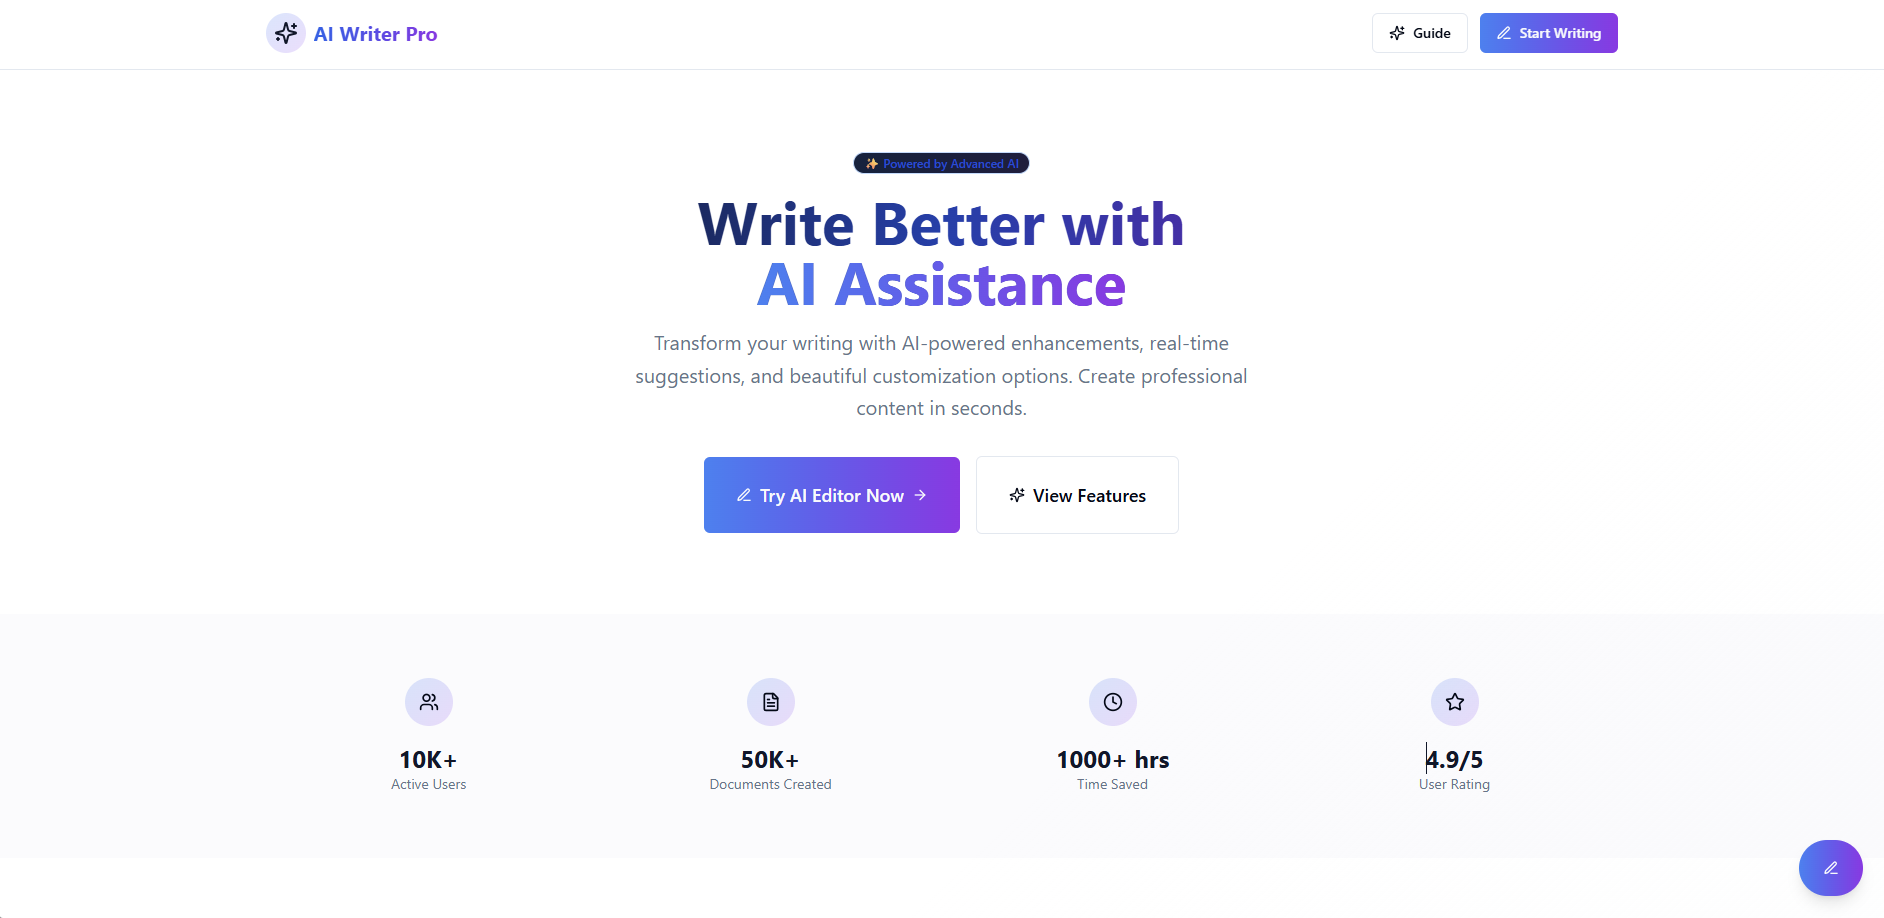 AI Writer Pro
Guide
Start Writing
✨ Powered by Advanced AI
Write Better with
AI Assistance
Transform your writing with AI-powered enhancements, real-time
suggestions, and beautiful customization options. Create professional
content in seconds.
Try AI Editor Now →
View Features
10K+
Active Users
50K+
Documents Created
1000+ hrs
Time Saved
4.9/5
User Rating